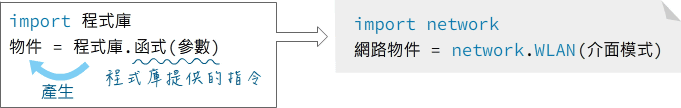 import 程式庫
物件 = 程式庫.函式(參數)
產生
程式庫提供的指令
import network
網路物件 = network.WLAN(介面模式)